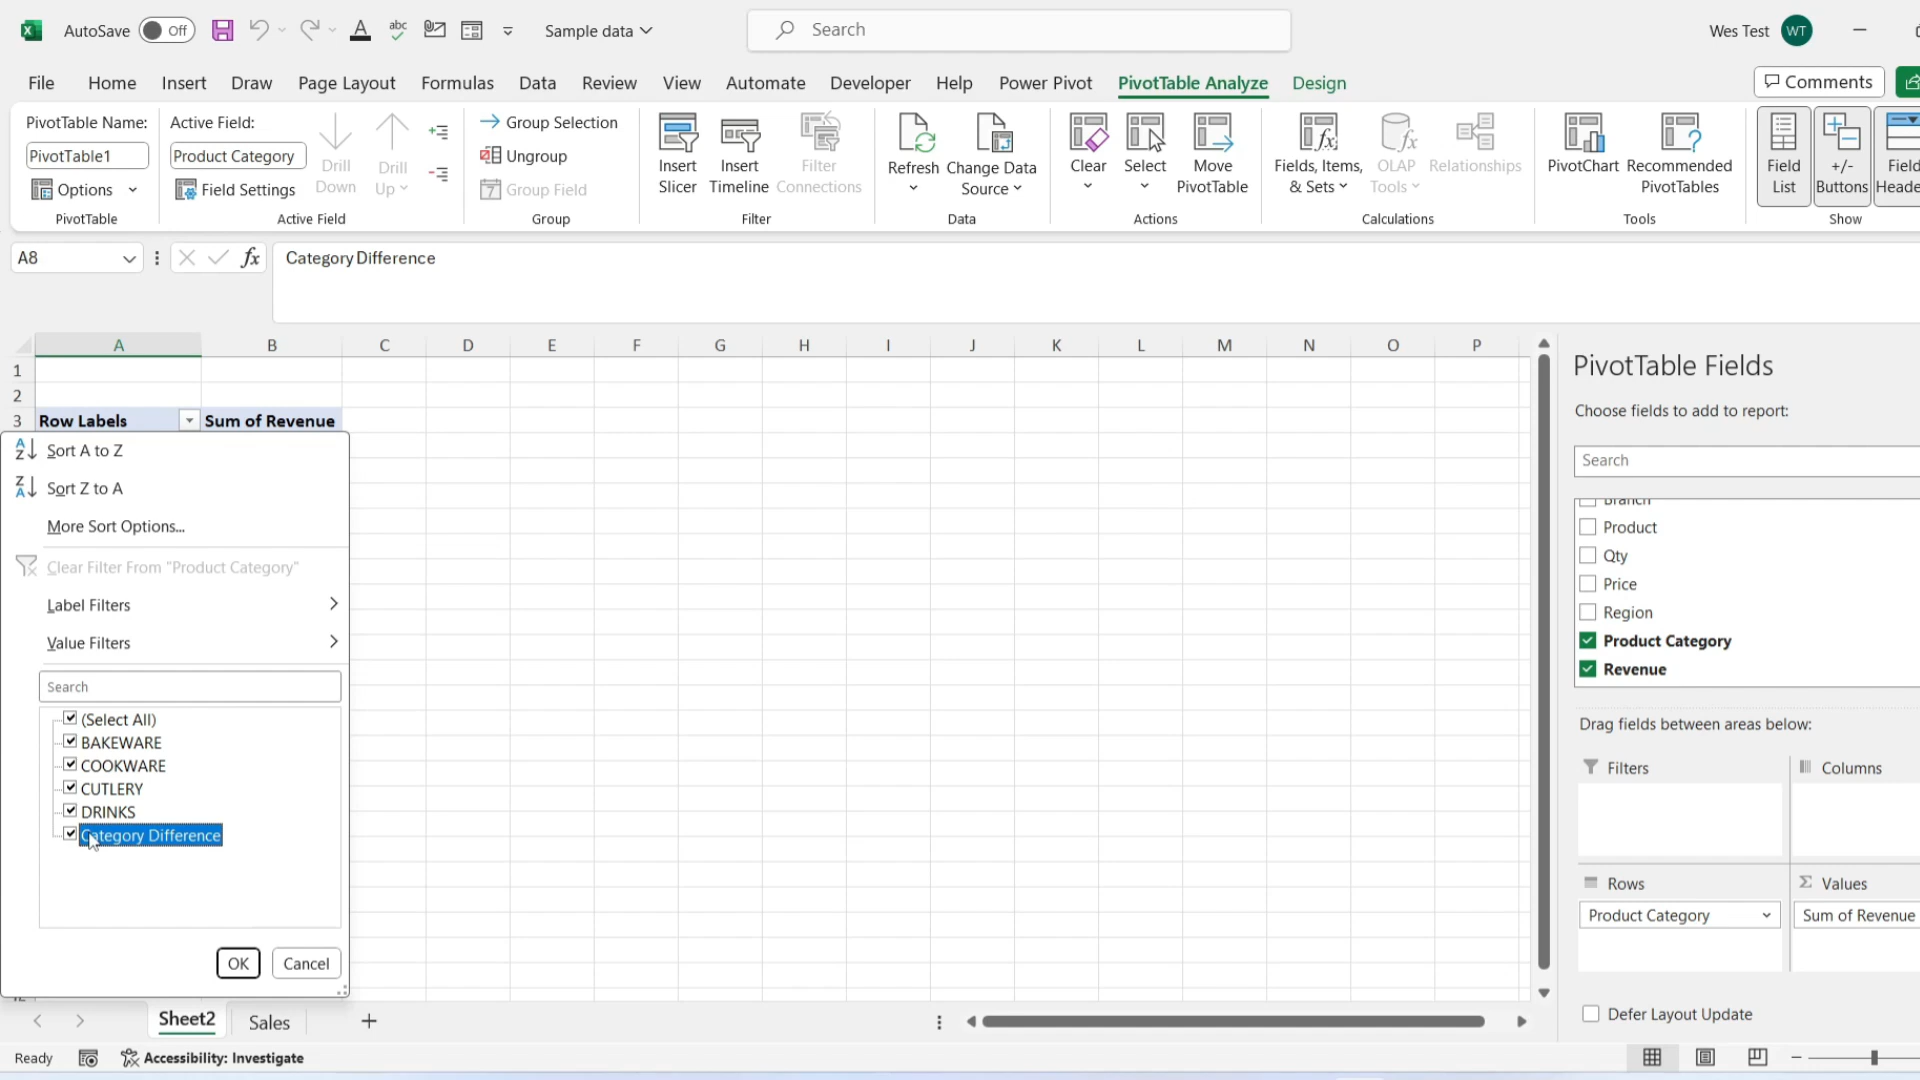 AutoSave Off
abc
Sample data
Search
Wes Test WT
File Home Insert Draw Page Layout Formulas Data Review View Automate Developer Help Power Pivot PivotTable Analyze Design
Comments
PivotTable Name:
PivotTable1
Options
PivotTable
Active Field:
Product Category
Field Settings
Drill Down
Drill Up
Active Field
Group Selection
Ungroup
Group Field
Group
Insert Slicer
Insert Timeline
Filter Connections
Filter
Refresh
Change Data Source
Data
Clear
Select
Move PivotTable
Actions
Fields, Items, & Sets
OLAP Tools
Relationships
Calculations
PivotChart
Recommended PivotTables
Tools
Field List
+/- Buttons
Field
Show
A8
fx
Category Difference
A B C D E F G H I J K L M N O P
1
2
3 Row Labels Sum of Revenue
Sort A to Z
Sort Z to A
More Sort Options...
Clear Filter From "Product Category"
Label Filters
Value Filters
Search
(Select All)
BAKEWARE
COOKWARE
CUTLERY
DRINKS
Category Difference
OK Cancel
PivotTable Fields
Choose fields to add to report:
Search
Branch
Product
Qty
Price
Region
Product Category
Revenue
Drag fields between areas below:
Filters
Columns
Rows
Product Category
Values
Sum of Revenue
Defer Layout Update
Sheet2 Sales
Ready
Accessibility: Investigate